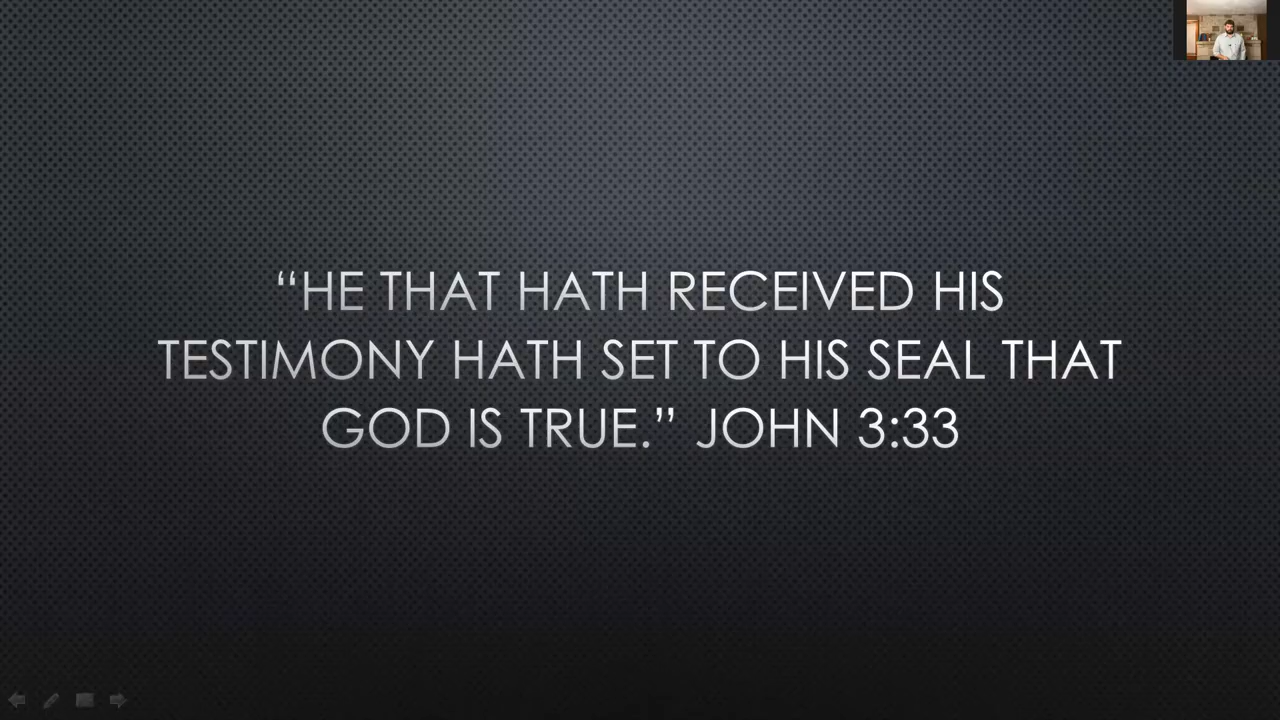 “HE THAT HATH RECEIVED HIS
TESTIMONY HATH SET TO HIS SEAL THAT
GOD IS TRUE.” JOHN 3:33